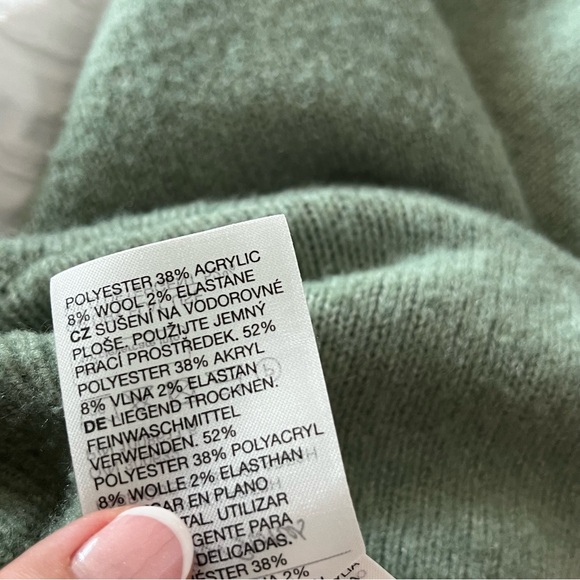 POLYESTER 38% ACRYLIC
8% WOOL 2% ELASTANE
CZ SUŠENÍ NA VODOROVNÉ
PLOŠE. POUŽIJTE JEMNÝ
PRACÍ PROSTŘEDEK. 52%
POLYESTER 38% AKRYL
8% VLNA 2% ELASTAN
DE LIEGEND TROCKNEN.
FEINWASCHMITTEL
VERWENDEN. 52%
POLYESTER 38% POLYACRYL
8% WOLLE 2% ELASTHAN
EN PLANO
UTILIZAR
PARA
DELICADAS.
38%
2%